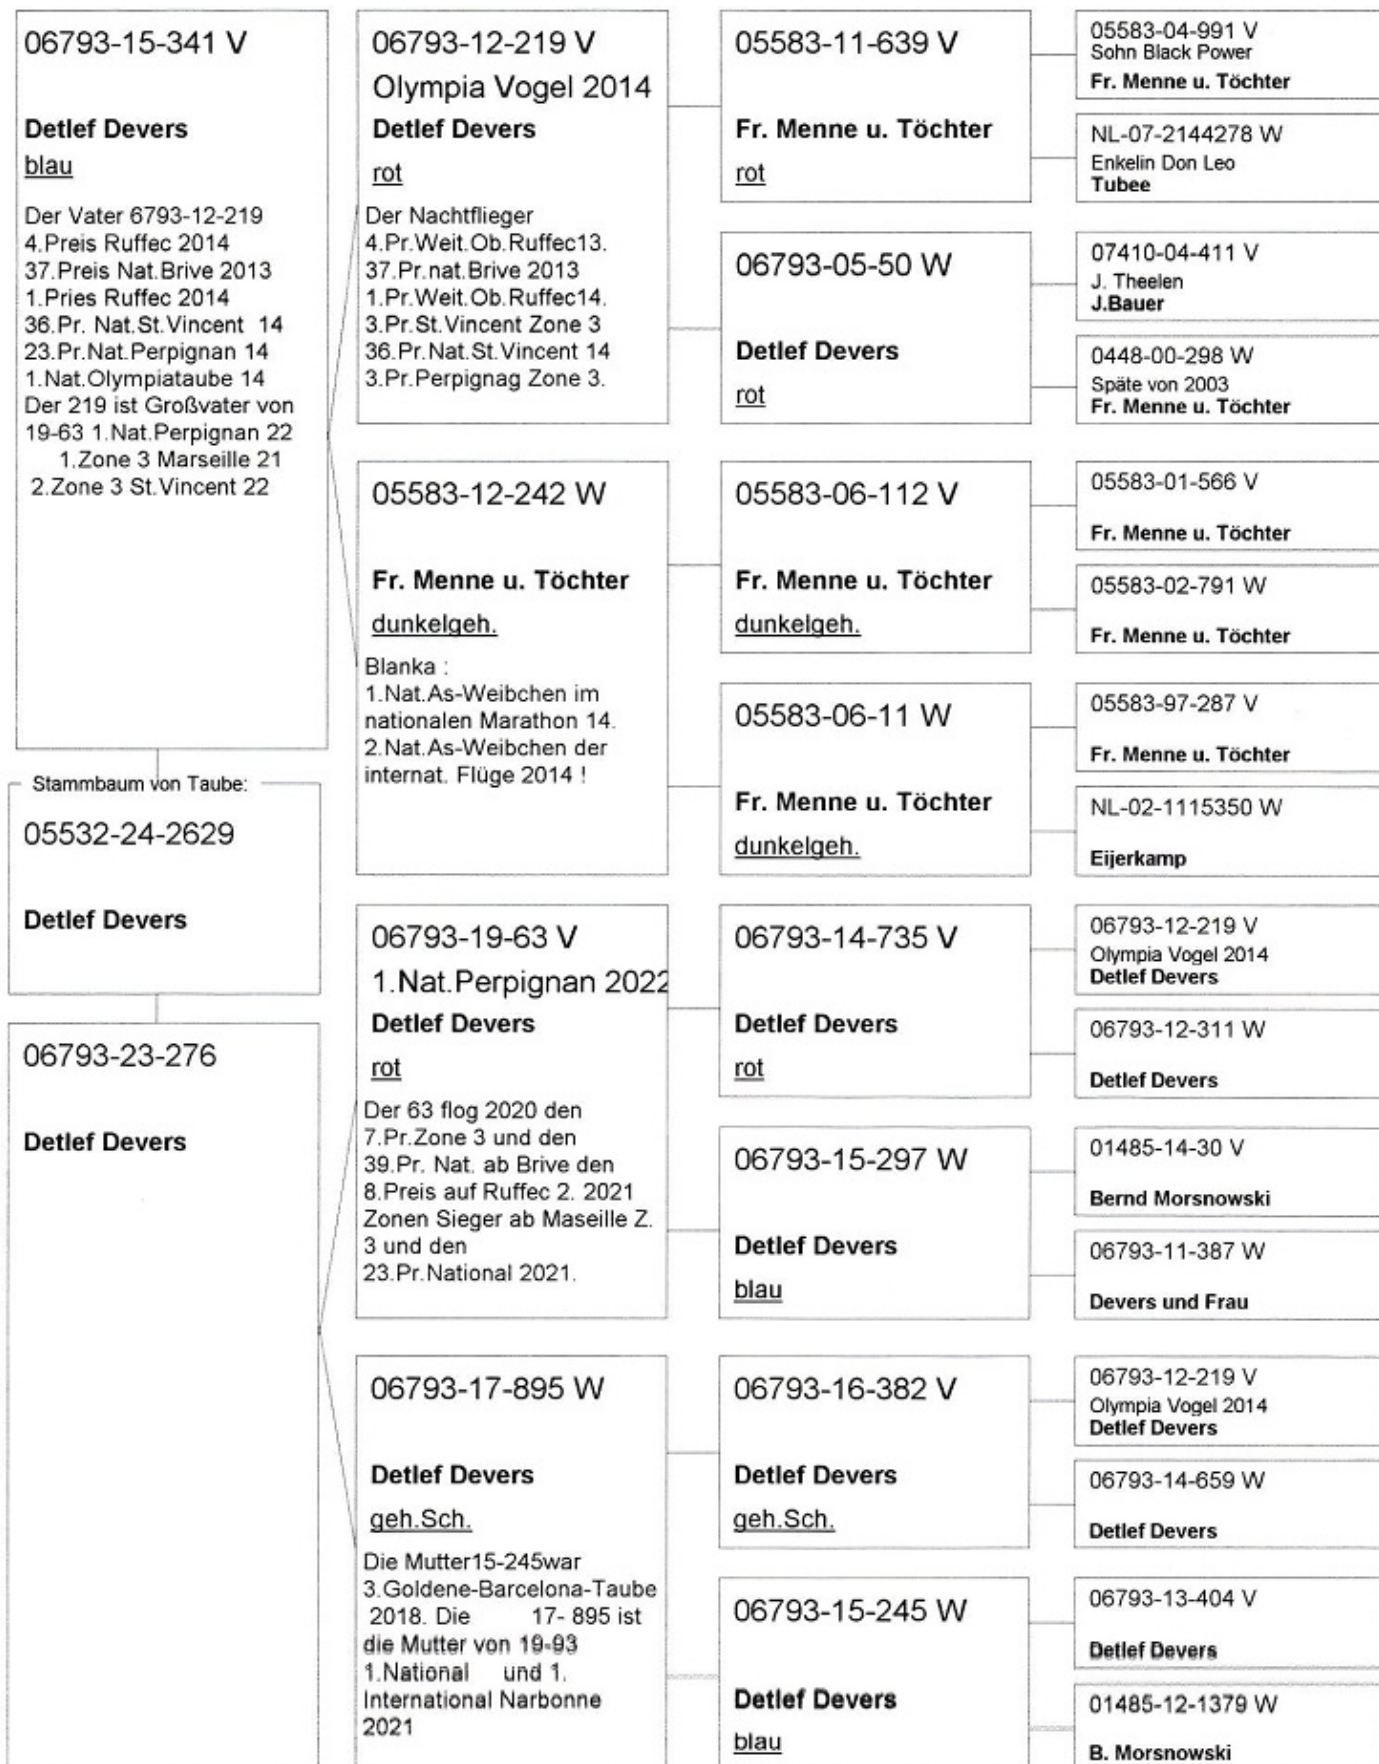 06793-15-341 V
Detlef Devers
blau
Der Vater 6793-12-219
4.Preis Ruffec 2014
37.Preis Nat.Brive 2013
1.Pries Ruffec 2014
36.Pr. Nat.St.Vincent 14
23.Pr.Nat.Perpignan 14
1.Nat.Olympiataube 14
Der 219 ist Großvater von
19-63 1.Nat.Perpignan 22
1.Zone 3 Marseille 21
2.Zone 3 St.Vincent 22
Stammbaum von Taube:
05532-24-2629
Detlef Devers
06793-23-276
Detlef Devers
06793-12-219 V
Olympia Vogel 2014
Detlef Devers
rot
Der Nachtflieger
4.Pr.Weit.Ob.Ruffec13.
37.Pr.nat.Brive 2013
1.Pr.Weit.Ob.Ruffec14.
3.Pr.St.Vincent Zone 3
36.Pr.Nat.St.Vincent 14
3.Pr.Perpignag Zone 3.
05583-12-242 W
Fr. Menne u. Töchter
dunkelgeh.
Blanka :
1.Nat.As-Weibchen im
nationalen Marathon 14.
2.Nat.As-Weibchen der
internat. Flüge 2014 !
06793-19-63 V
1.Nat.Perpignan 2022
Detlef Devers
rot
Der 63 flog 2020 den
7.Pr.Zone 3 und den
39.Pr. Nat. ab Brive den
8.Preis auf Ruffec 2. 2021
Zonen Sieger ab Maseille Z.
3 und den
23.Pr.National 2021.
06793-17-895 W
Detlef Devers
geh.Sch.
Die Mutter15-245war
3.Goldene-Barcelona-Taube
2018. Die 17- 895 ist
die Mutter von 19-93
1.National und 1.
International Narbonne
2021
05583-11-639 V
Fr. Menne u. Töchter
rot
06793-05-50 W
Detlef Devers
rot
05583-06-112 V
Fr. Menne u. Töchter
dunkelgeh.
05583-06-11 W
Fr. Menne u. Töchter
dunkelgeh.
06793-14-735 V
Detlef Devers
rot
06793-15-297 W
Detlef Devers
blau
06793-16-382 V
Detlef Devers
geh.Sch.
06793-15-245 W
Detlef Devers
blau
05583-04-991 V
Sohn Black Power
Fr. Menne u. Töchter
NL-07-2144278 W
Enkelin Don Leo
Tubee
07410-04-411 V
J. Theelen
J.Bauer
0448-00-298 W
Späte von 2003
Fr. Menne u. Töchter
05583-01-566 V
Fr. Menne u. Töchter
05583-02-791 W
Fr. Menne u. Töchter
05583-97-287 V
Fr. Menne u. Töchter
NL-02-1115350 W
Eijerkamp
06793-12-219 V
Olympia Vogel 2014
Detlef Devers
06793-12-311 W
Detlef Devers
01485-14-30 V
Bernd Morsnowski
06793-11-387 W
Devers und Frau
06793-12-219 V
Olympia Vogel 2014
Detlef Devers
06793-14-659 W
Detlef Devers
06793-13-404 V
Detlef Devers
01485-12-1379 W
B. Morsnowski